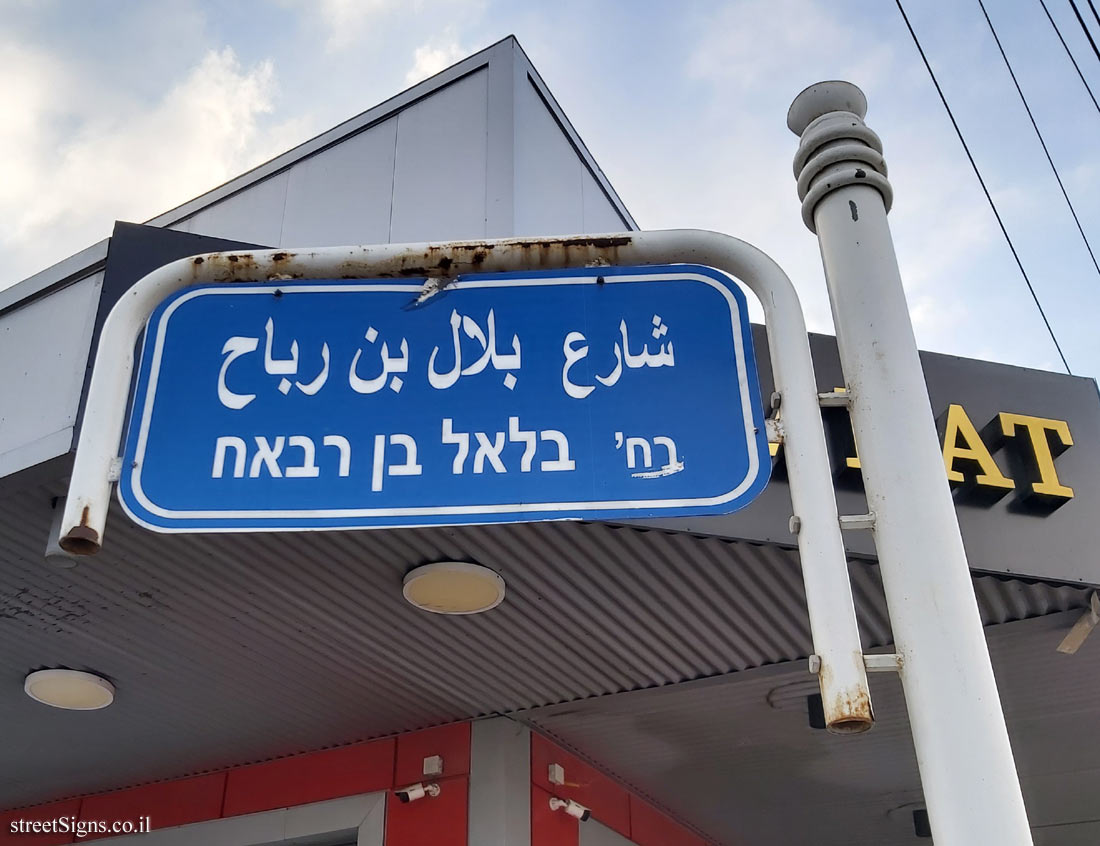 شارع بلال بن رباح
רח' בלאל בן רבאח
AT
streetSigns.co.il